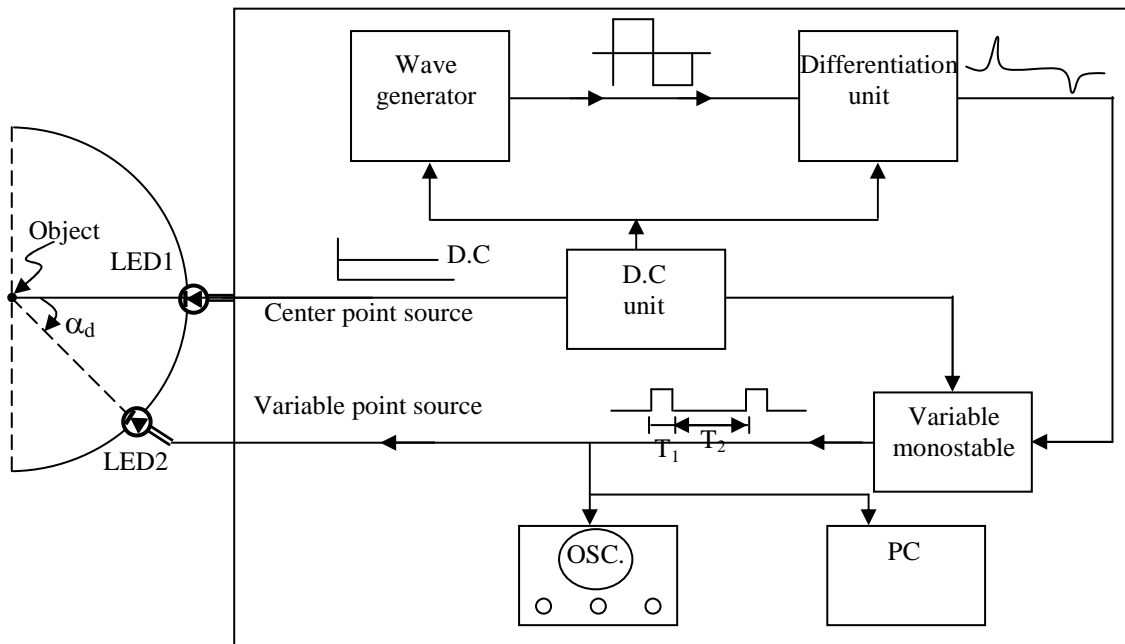 Wave
generator
Differentiation
unit
Object
LED1
D.C
D.C
unit
Center point source
αd
Variable point source
T1
T2
Variable
monostable
LED2
OSC.
PC